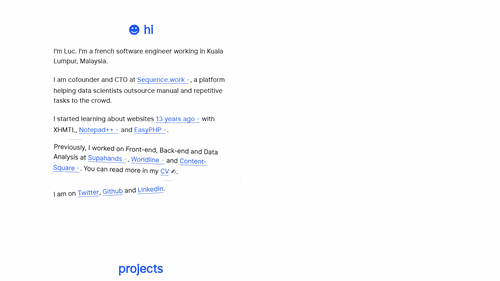 hi
I'm Luc. I'm a french software engineer working in Kuala
Lumpur, Malaysia.
I am cofounder and CTO at Sequence.work, a platform
helping data scientists outsource manual and repetitive
tasks to the crowd.
I started learning about websites 13 years ago with
XHMTL, Notepad++ and EasyPHP.
Previously, I worked on Front-end, Back-end and Data
Analysis at Supahands, Worldline and Content-
Square. You can read more in my CV ✍.
I am on Twitter, Github and LinkedIn.
projects